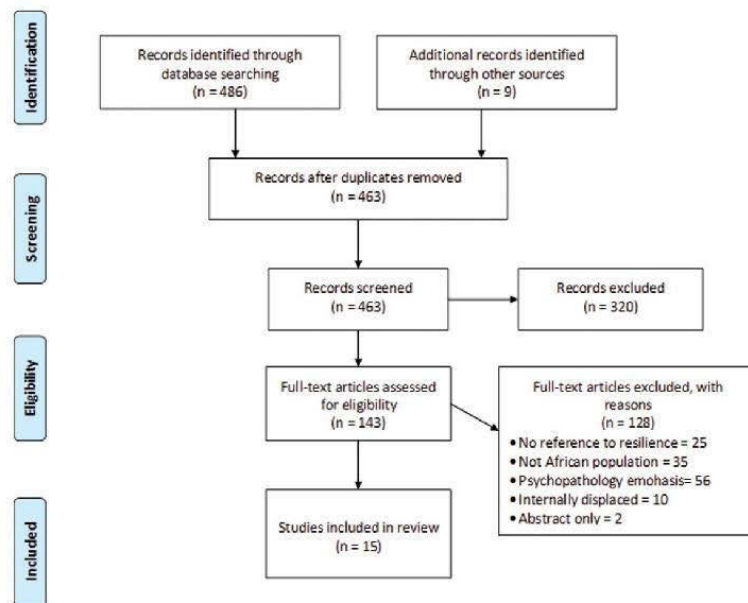 Identification
Records identified through
database searching
(n = 486)
Additional records identified
through other sources
(n = 9)
Screening
Records after duplicates removed
(n = 463)
Records screened
(n = 463)
Records excluded
(n = 320)
Eligibility
Full-text articles assessed
for eligibility
(n = 143)
Full-text articles excluded, with
reasons
(n = 128)
• No reference to resilience = 25
• Not African population = 35
• Psychopathology emohasis= 56
• Internally displaced = 10
• Abstract only = 2
Included
Studies included in review
(n = 15)